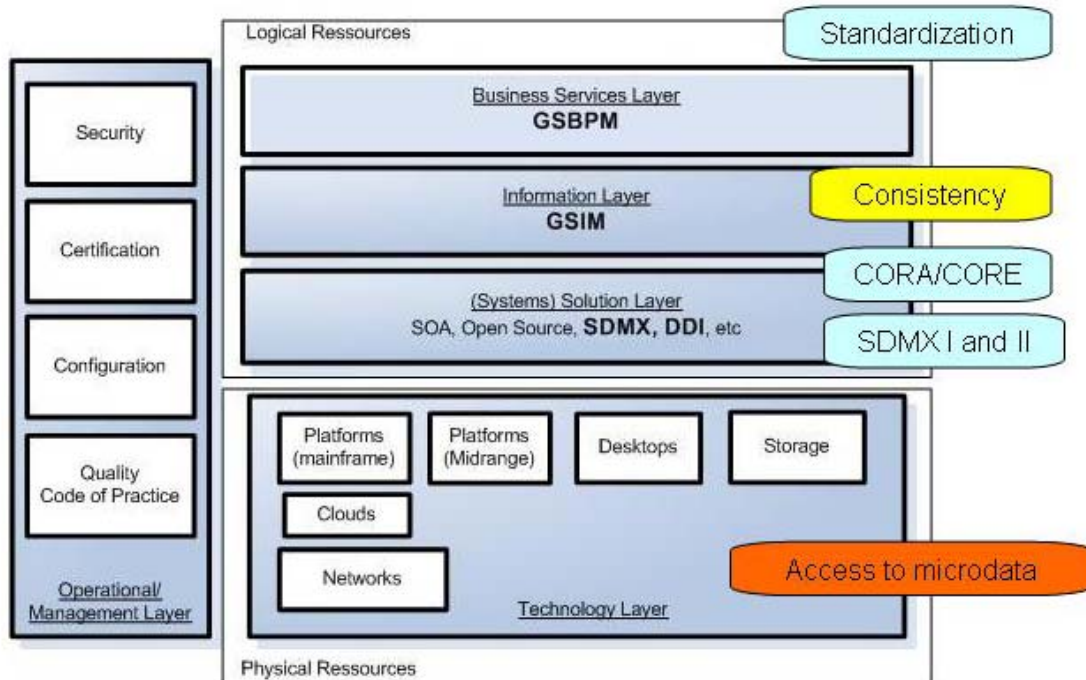 Logical Ressources
Standardization
Business Services Layer
GSBPM
Information Layer
GSIM
Consistency
(Systems) Solution Layer
SOA, Open Source, SDMX, DDI, etc
CORA/CORE
SDMX I and II
Security
Certification
Configuration
Quality
Code of Practice
Operational/
Management Layer
Platforms
(mainframe)
Platforms
(Midrange)
Desktops
Storage
Clouds
Networks
Access to microdata
Technology Layer
Physical Ressources